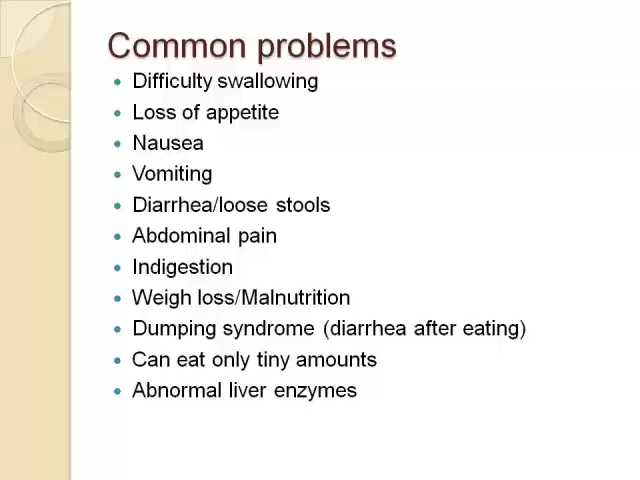 Common problems
Difficulty swallowing
Loss of appetite
Nausea
Vomiting
Diarrhea/loose stools
Abdominal pain
Indigestion
Weigh loss/Malnutrition
Dumping syndrome (diarrhea after eating)
Can eat only tiny amounts
Abnormal liver enzymes